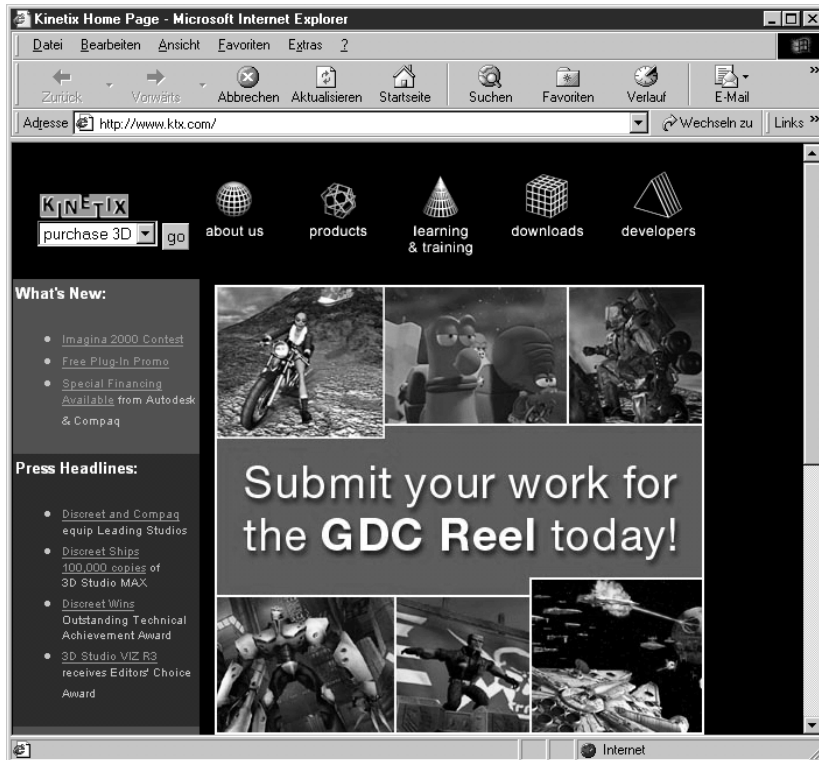 Kinetix Home Page - Microsoft Internet Explorer
Datei Bearbeiten Ansicht Favoriten Extras ?
Zurück Vorwärts Abbrechen Aktualisieren Startseite Suchen Favoriten Verlauf E-Mail »
Adresse http://www.ktx.com/ Wechseln zu Links »
KINETIX
purchase 3D go
about us products learning & training downloads developers
What's New:
• Imagina 2000 Contest
• Free Plug-In Promo
• Special Financing
Available from Autodesk
& Compaq
Press Headlines:
• Discreet and Compaq
equip Leading Studios
• Discreet Ships
100,000 copies of
3D Studio MAX
• Discreet Wins
Outstanding Technical
Achievement Award
• 3D Studio VIZ R3
receives Editors' Choice
Award
Submit your work for
the GDC Reel today!
Internet